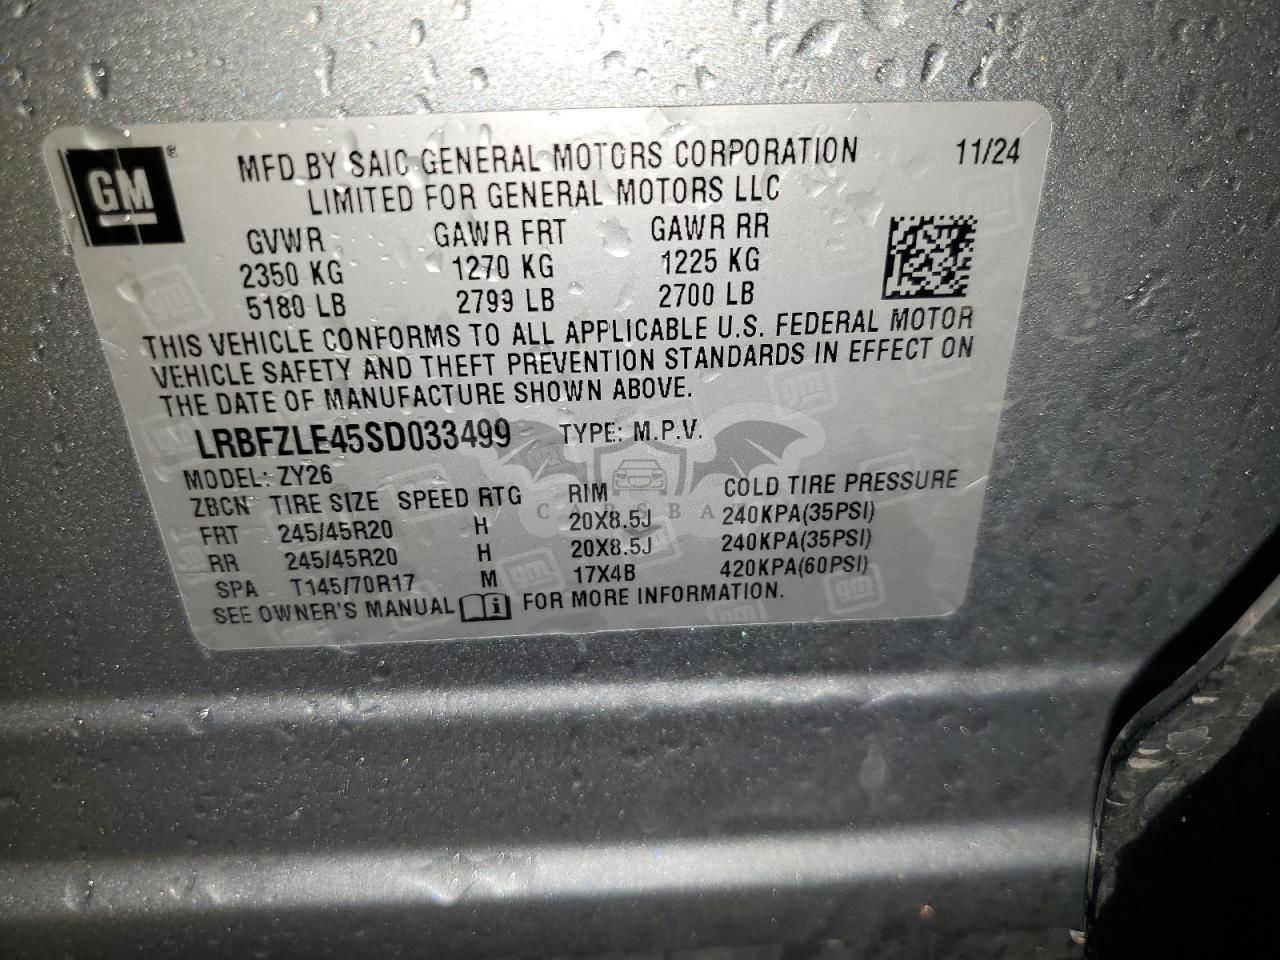 GM
MFD BY SAIC GENERAL MOTORS CORPORATION 11/24
LIMITED FOR GENERAL MOTORS LLC
GVWR GAWR FRT GAWR RR
2350 KG 1270 KG 1225 KG
5180 LB 2799 LB 2700 LB
THIS VEHICLE CONFORMS TO ALL APPLICABLE U.S. FEDERAL MOTOR
VEHICLE SAFETY AND THEFT PREVENTION STANDARDS IN EFFECT ON
THE DATE OF MANUFACTURE SHOWN ABOVE.
LRBFZLE45SD033499 TYPE: M.P.V.
MODEL: ZY26
ZBCN TIRE SIZE SPEED RTG RIM COLD TIRE PRESSURE
FRT 245/45R20 H 20X8.5J 240KPA(35PSI)
RR 245/45R20 H 20X8.5J 240KPA(35PSI)
SPA T145/70R17 M 17X4B 420KPA(60PSI)
SEE OWNER'S MANUAL i FOR MORE INFORMATION.